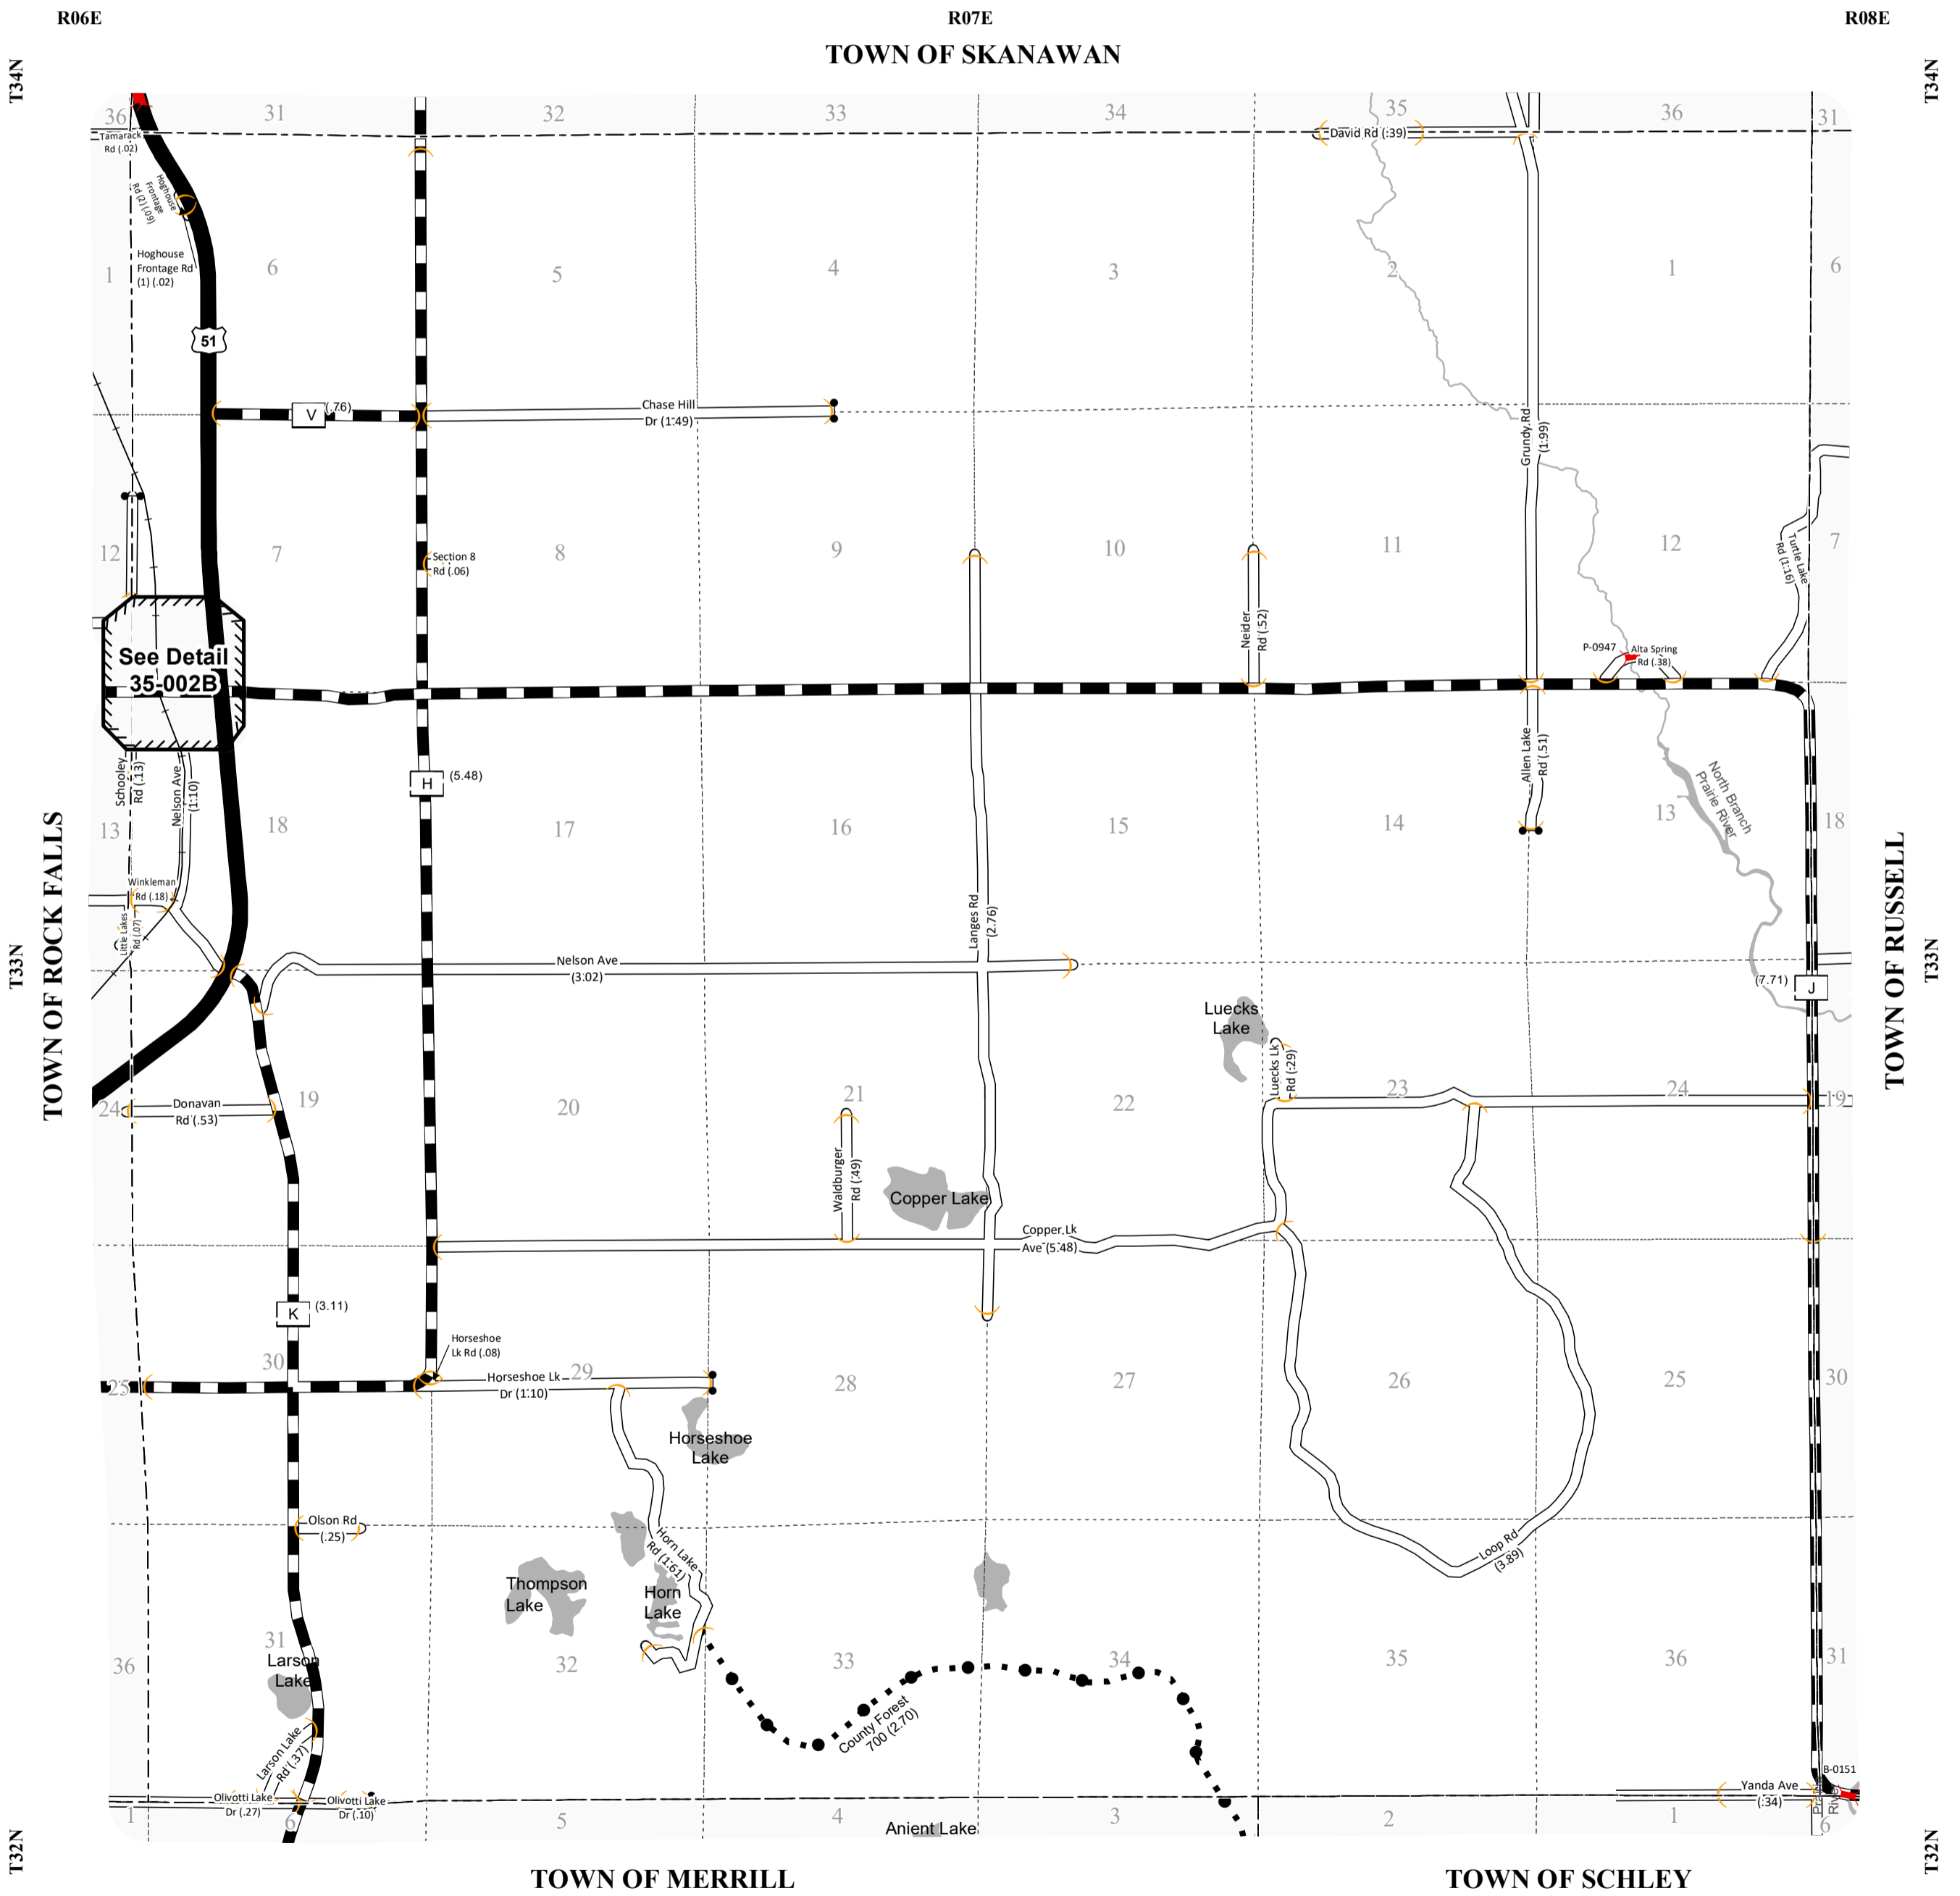 R06E
R07E
R08E
TOWN OF SKANAWAN
T34N
T34N
36
31
32
33
34
35
36
31
Tamarack
Rd (.02)
David Rd (.39)
Hoghouse
Frontage
Rd (2) (.09)
Hoghouse
Frontage Rd
(1) (.02)
1
6
5
4
3
2
1
6
51
V
(.76)
Chase Hill
Dr (1.49)
Grundy Rd
(1.99)
12
7
8
9
10
11
12
7
Section 8
Rd (.06)
Turtle Lake
Rd (1.16)
Neider
Rd (.52)
See Detail
35-002B
P-0947
Alta Spring
Rd (.38)
Schooley
Rd (.13)
Nelson Ave
(1.10)
H
(5.48)
Allen Lake
Rd (.51)
North Branch
Prairie River
13
18
17
16
15
14
13
18
Winkleman
Rd (.18)
Little Lakes
Rd (.07)
Langes Rd
(2.76)
Nelson Ave
(3.02)
TOWN OF ROCK FALLS
T33N
T33N
TOWN OF RUSSELL
(7.71)
J
Luecks
Lake
Luecks Lk
Rd (.29)
24
19
20
21
22
23
24
19
Donavan
Rd (.53)
Waldburger
Rd (.49)
Copper Lake
Copper Lk
Ave (5.48)
K
(3.11)
Horseshoe
Lk Rd (.08)
Horseshoe Lk
Dr (1.10)
25
30
29
28
27
26
25
30
Horseshoe
Lake
Olson Rd
(.25)
Horn Lake
Rd (1.61)
Loop Rd
(3.89)
Thompson
Lake
Horn
Lake
36
31
32
33
34
35
36
31
Larson
Lake
County Forest
700 (2.70)
Larson Lake
Rd (.37)
Olivotti Lake
Dr (.27)
Olivotti Lake
Dr (.10)
Yanda Ave
(.34)
B-0151
1
6
5
4
3
2
1
6
Anient Lake
T32N
T32N
TOWN OF MERRILL
TOWN OF SCHLEY